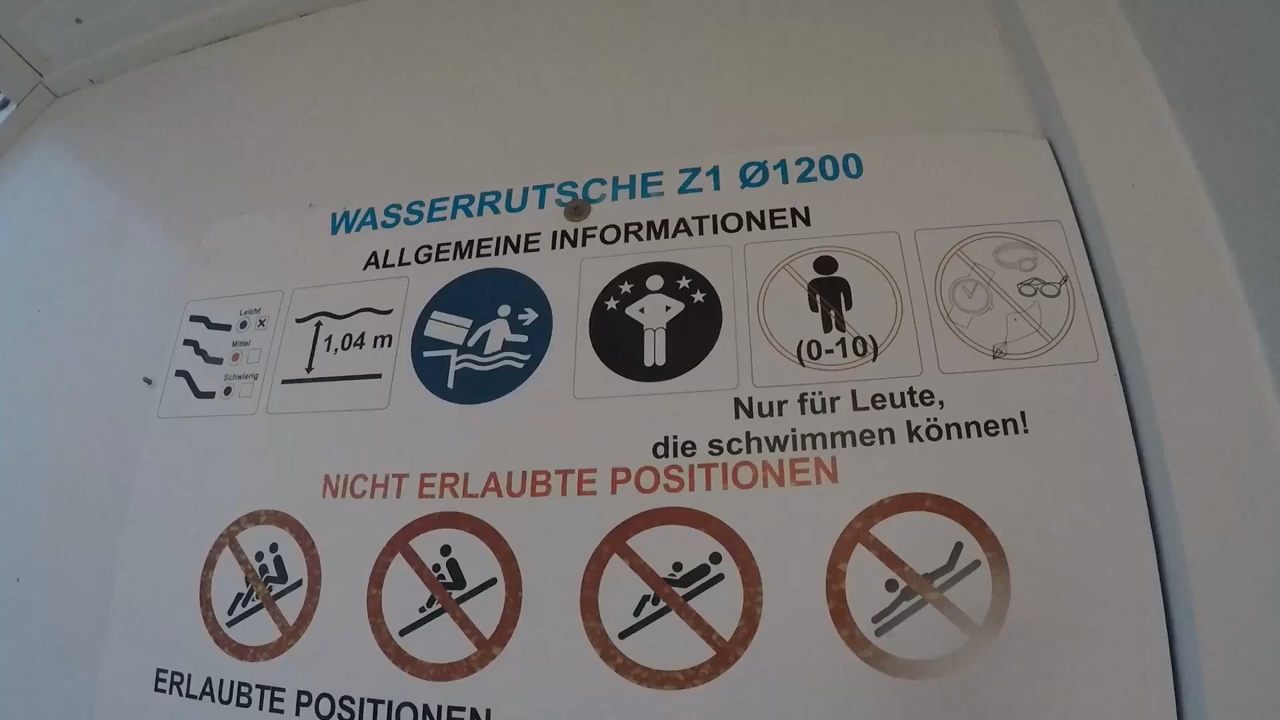 WASSERRUTSCHE Z1 Ø1200
ALLGEMEINE INFORMATIONEN
Leicht
Mittel
Schwierig
1,04 m
(0-10)
Nur für Leute,
die schwimmen können!
NICHT ERLAUBTE POSITIONEN
ERLAUBTE POSITIONEN